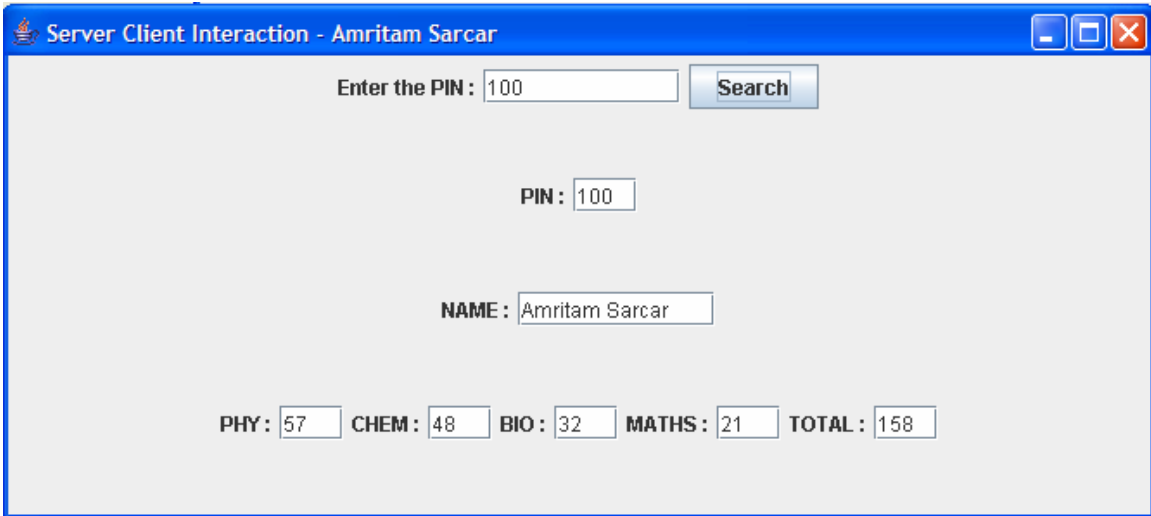 Server Client Interaction - Amritam Sarcar
Enter the PIN : 100 Search
PIN : 100
NAME : Amritam Sarcar
PHY : 57 CHEM : 48 BIO : 32 MATHS : 21 TOTAL : 158